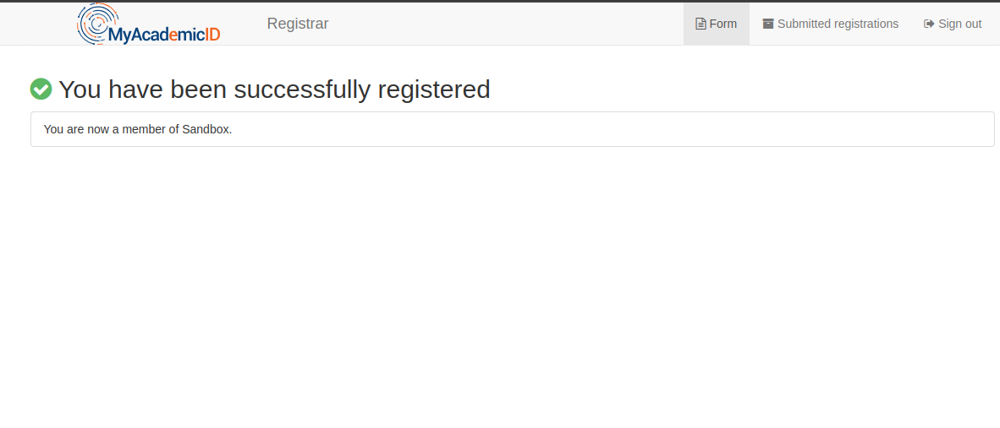 MyAcademicID
Registrar
Form
Submitted registrations
Sign out
You have been successfully registered
You are now a member of Sandbox.